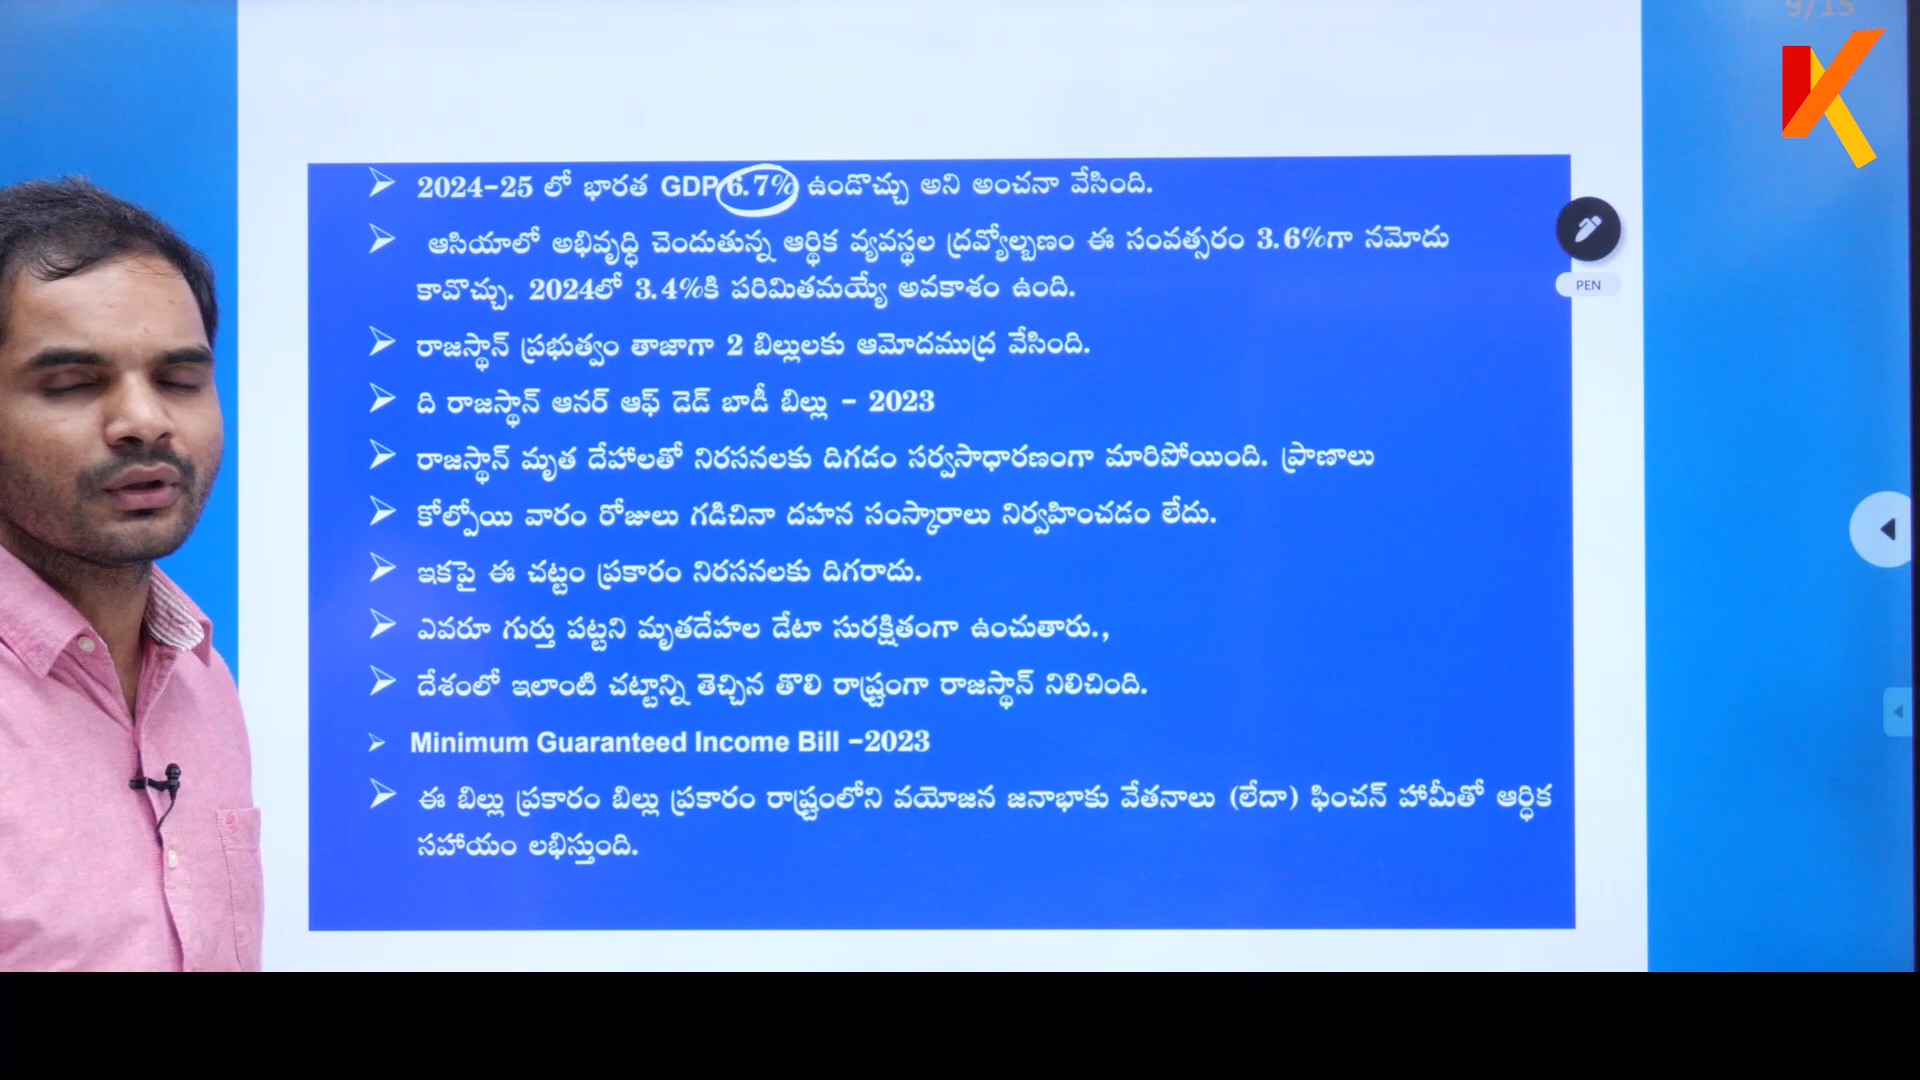 9/15
2024-25 లో భారత GDP 6.7% ఉండొచ్చు అని అంచనా వేసింది.
ఆసియాలో అభివృద్ధి చెందుతున్న ఆర్థిక వ్యవస్థల ద్రవ్యోల్బణం ఈ సంవత్సరం 3.6%గా నమోదు
కావొచ్చు. 2024లో 3.4%కి పరిమితమయ్యే అవకాశం ఉంది.
రాజస్థాన్ ప్రభుత్వం తాజాగా 2 బిల్లులకు ఆమోదముద్ర వేసింది.
ది రాజస్థాన్ ఆనర్ ఆఫ్ డెడ్ బాడీ బిల్లు - 2023
రాజస్థాన్ మృత దేహాలతో నిరసనలకు దిగడం సర్వసాధారణంగా మారిపోయింది. ప్రాణాలు
కోల్పోయి వారం రోజులు గడిచినా దహన సంస్కారాలు నిర్వహించడం లేదు.
ఇకపై ఈ చట్టం ప్రకారం నిరసనలకు దిగరాదు.
ఎవరూ గుర్తు పట్టని మృతదేహల డేటా సురక్షితంగా ఉంచుతారు.,
దేశంలో ఇలాంటి చట్టాన్ని తెచ్చిన తొలి రాష్ట్రంగా రాజస్థాన్ నిలిచింది.
Minimum Guaranteed Income Bill -2023
ఈ బిల్లు ప్రకారం బిల్లు ప్రకారం రాష్ట్రంలోని వయోజన జనాభాకు వేతనాలు (లేదా) ఫించన్ హామీతో ఆర్ధిక
సహాయం లభిస్తుంది.
PEN